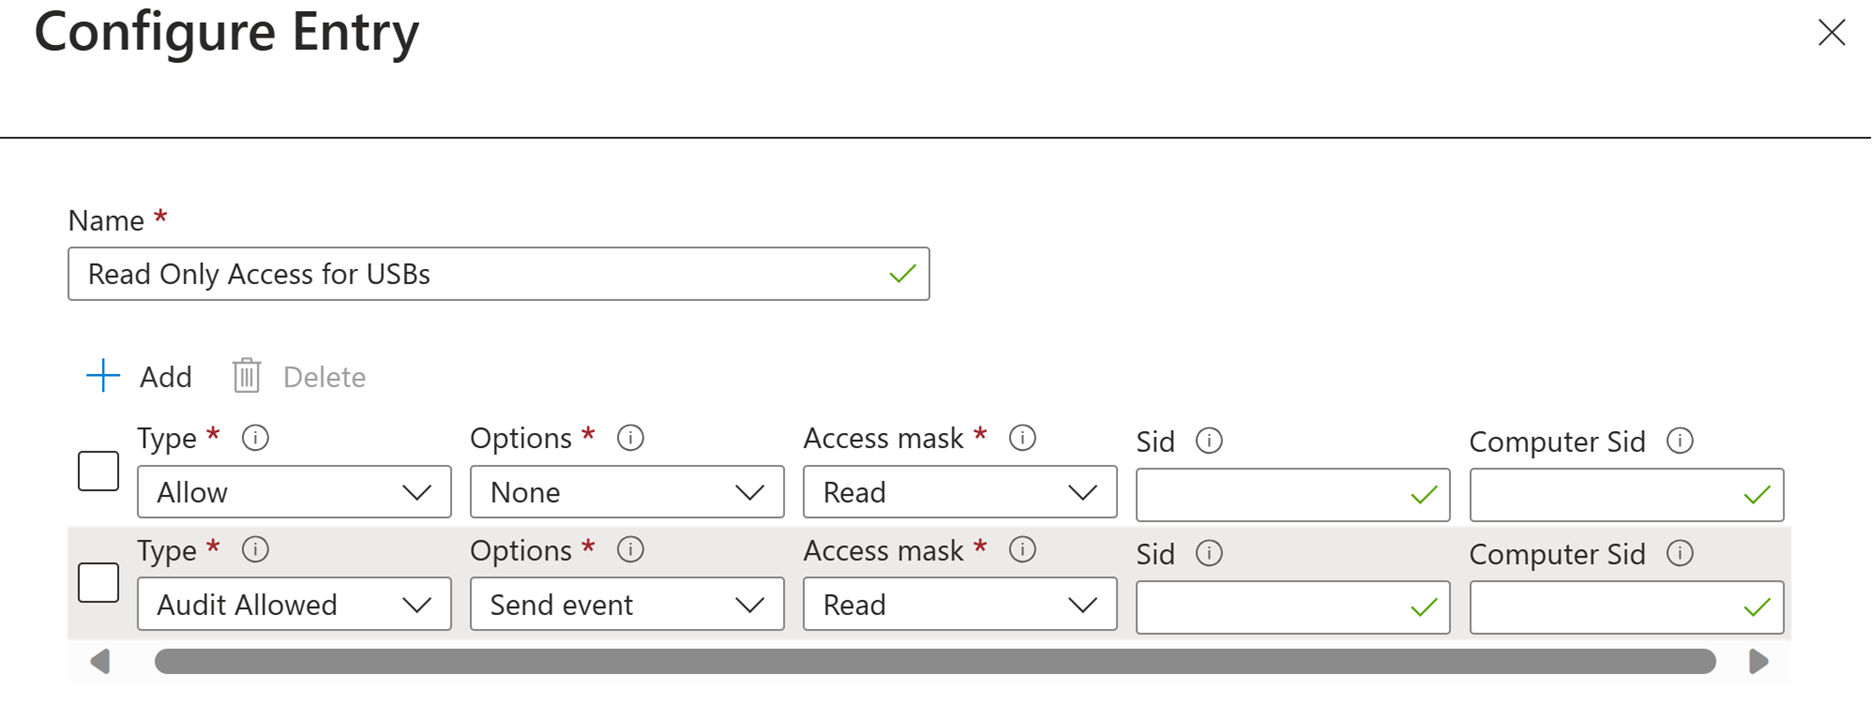 Configure Entry
Name *
Read Only Access for USBs
Add Delete
Type * Options * Access mask * Sid Computer Sid
Allow None Read
Type * Options * Access mask * Sid Computer Sid
Audit Allowed Send event Read